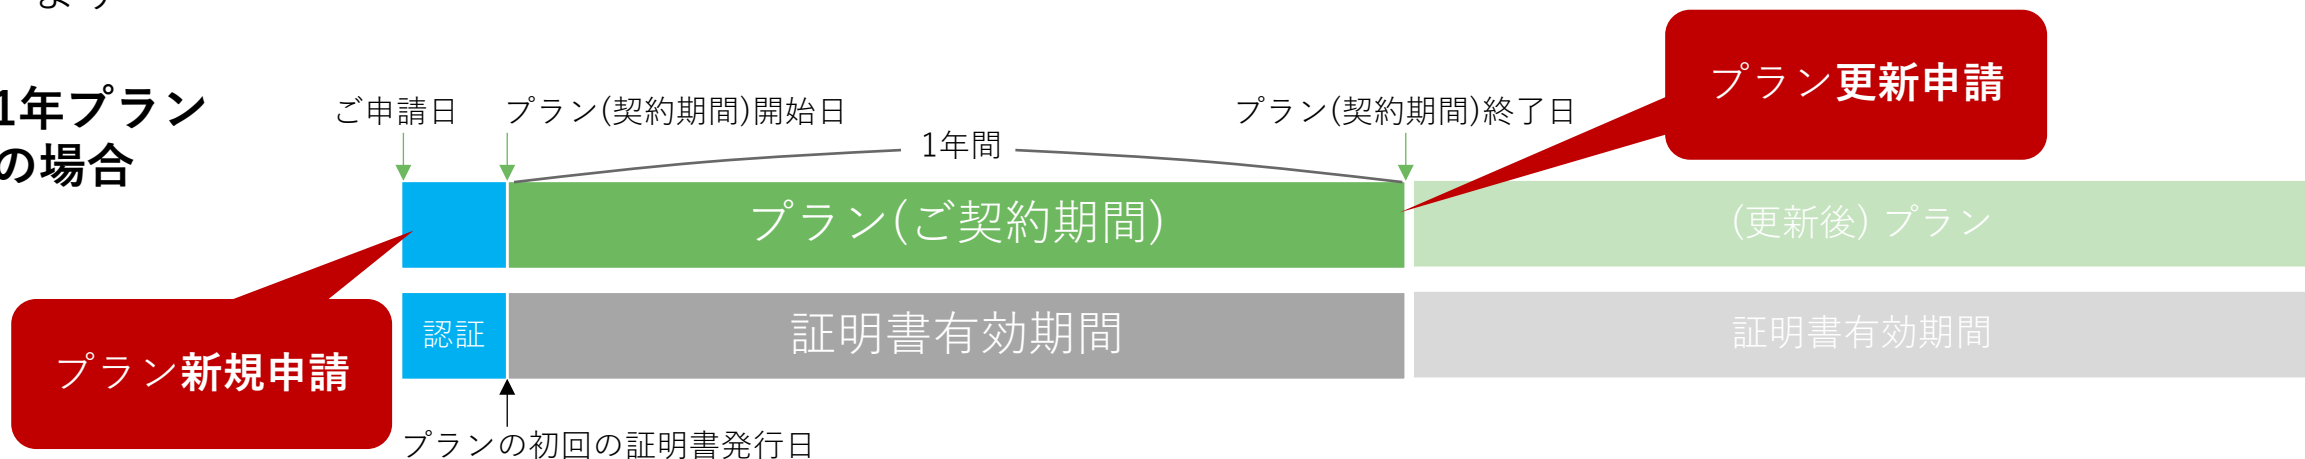 ます
1年プラン
の場合
ご申請日
プラン(契約期間)開始日
1年間
プラン(契約期間)終了日
プラン更新申請
プラン(ご契約期間)
(更新後) プラン
認証
証明書有効期間
証明書有効期間
プラン新規申請
プランの初回の証明書発行日